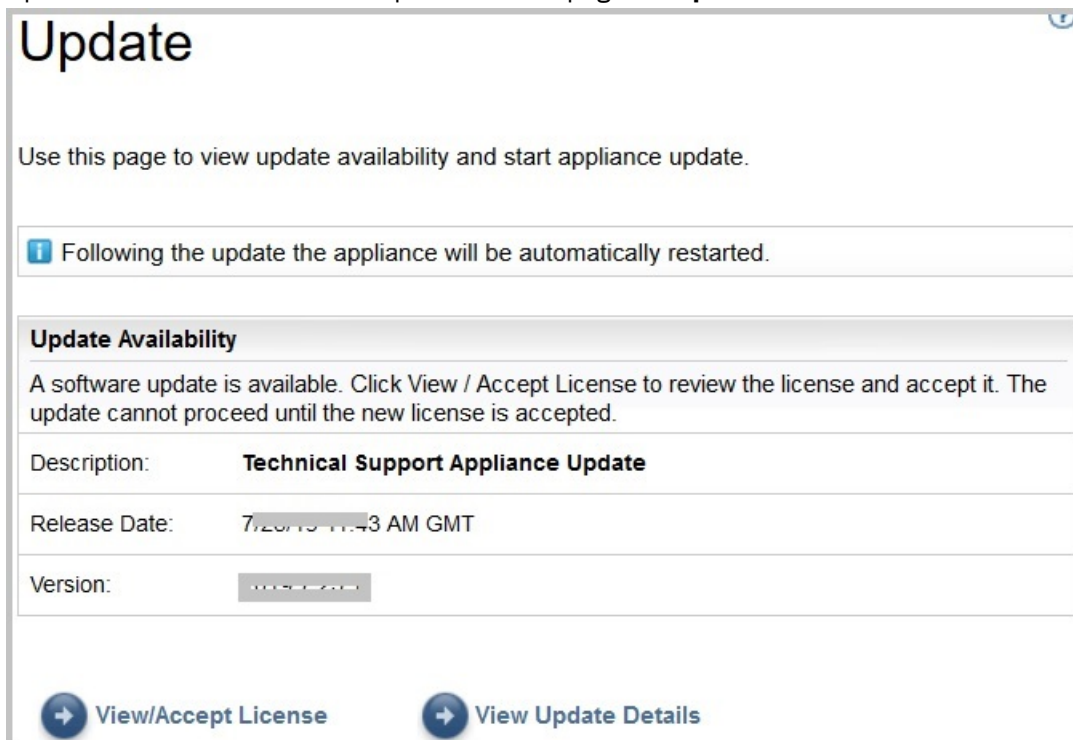 Update
Use this page to view update availability and start appliance update.
Following the update the appliance will be automatically restarted.
Update Availability
A software update is available. Click View / Accept License to review the license and accept it. The
update cannot proceed until the new license is accepted.
Description: Technical Support Appliance Update
Release Date: AM GMT
Version:
View/Accept License View Update Details